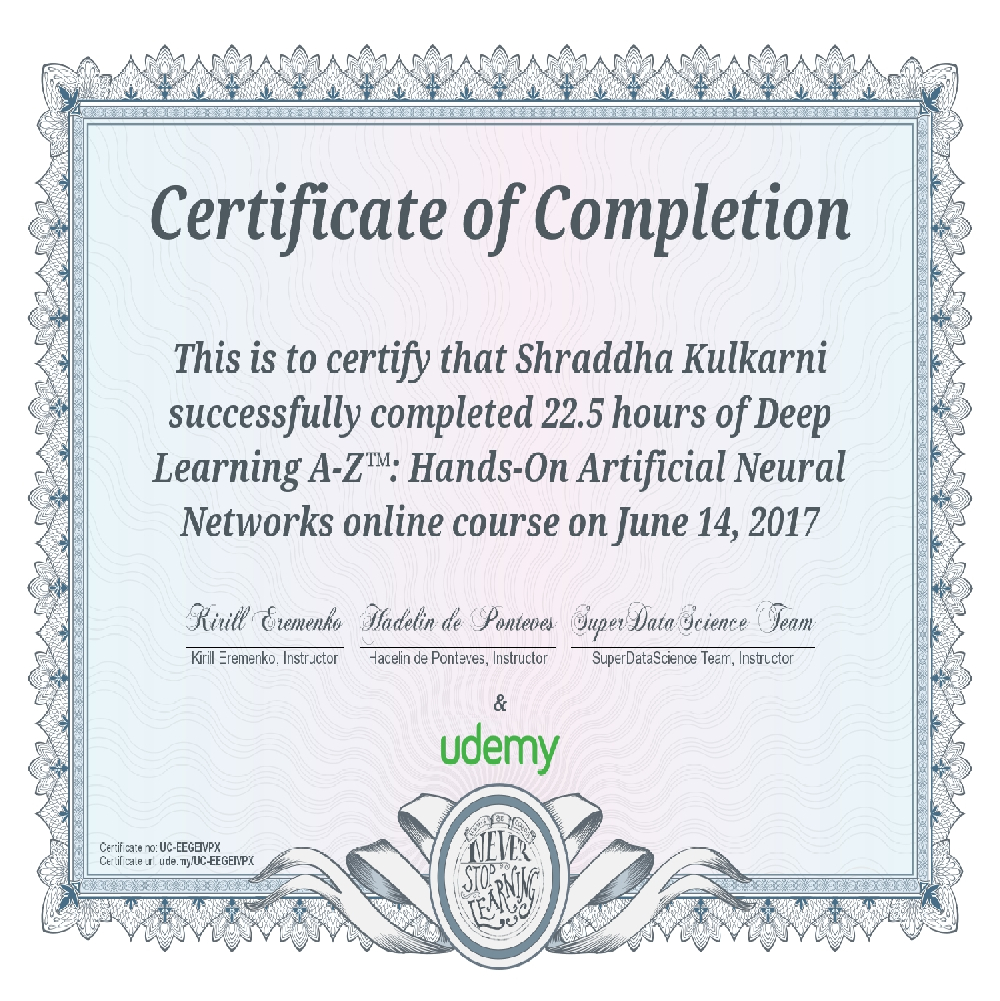 Certificate of Completion
This is to certify that Shraddha Kulkarni
successfully completed 22.5 hours of Deep
Learning A-Z™: Hands-On Artificial Neural
Networks online course on June 14, 2017
Kirill Eremenko Hadelin de Ponteves SuperDataScience Team
Kirill Eremenko, Instructor Hadelin de Ponteves, Instructor SuperDataScience Team, Instructor
&
udemy
Certificate no: UC-EEGEIVPX
Certificate url: ude.my/UC-EEGEIVPX
NEVER
STOP
LEARNING